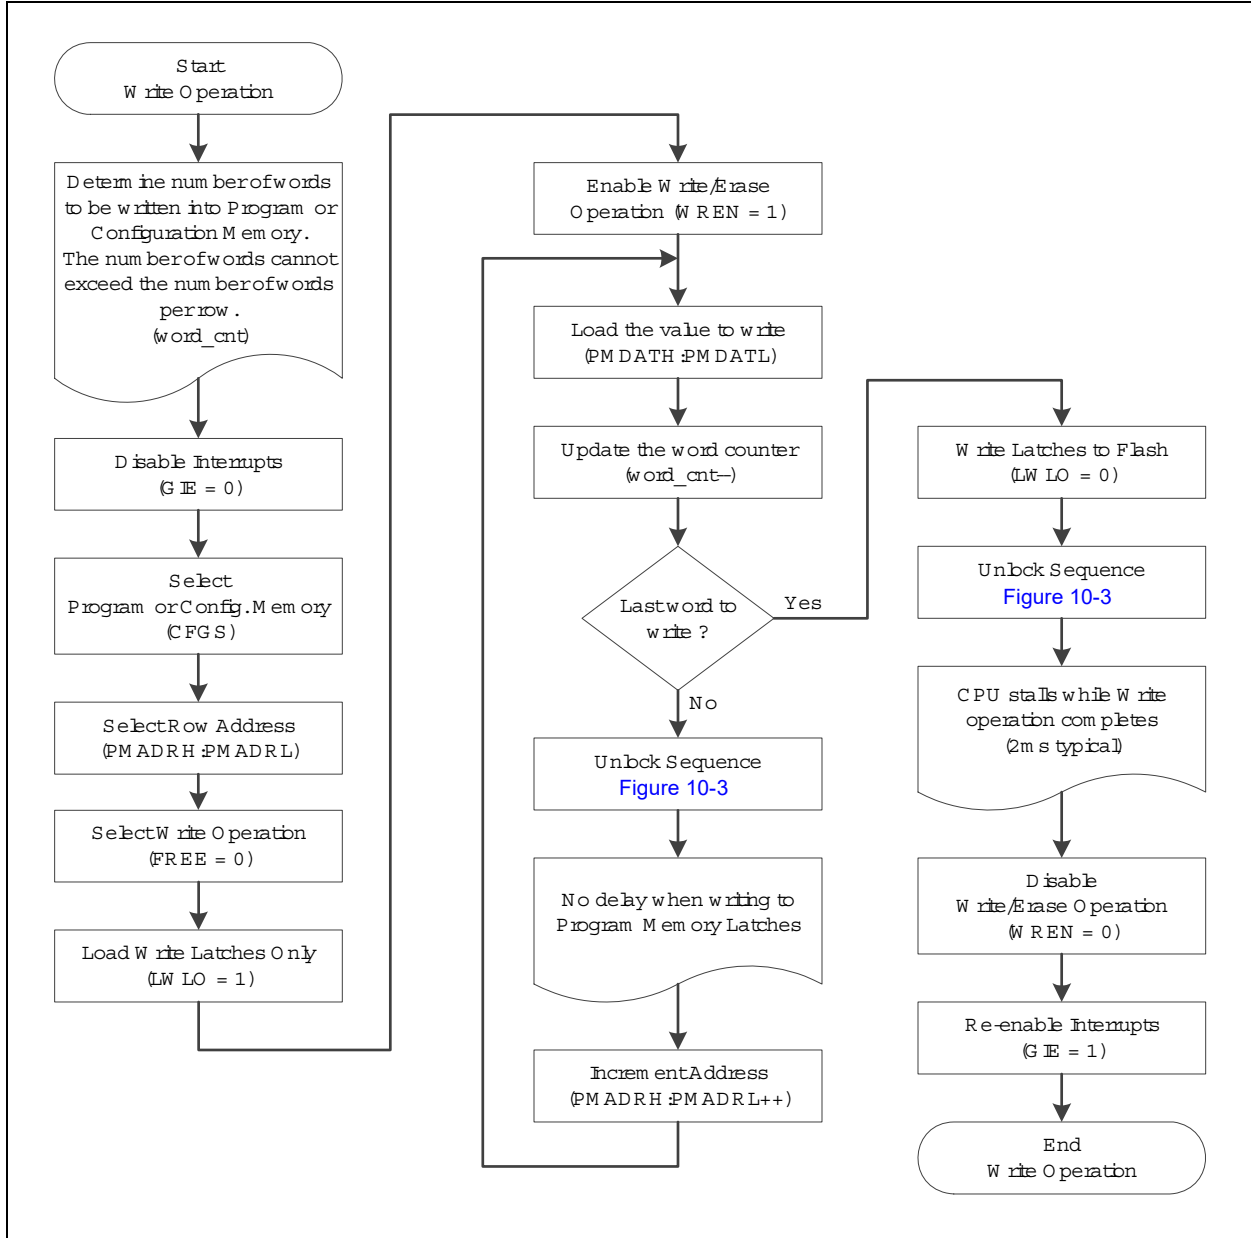 Start
Write Operation
Determine number of words
to be written into Program or
Configuration Memory.
The number of words cannot
exceed the number of words
per row.
(word_cnt)
Disable Interrupts
(GIE = 0)
Select
Program or Config. Memory
(CFGS)
Select Row Address
(PMADRH:PMADRL)
Select Write Operation
(FREE = 0)
Load Write Latches Only
(LWLO = 1)
Enable Write/Erase
Operation (WREN = 1)
Load the value to write
(PMDATH:PMDATL)
Update the word counter
(word_cnt--)
Last word to
write ?
Yes
No
Unlock Sequence
Figure 10-3
No delay when writing to
Program Memory Latches
Increment Address
(PMADRH:PMADRL++)
Write Latches to Flash
(LWLO = 0)
Unlock Sequence
Figure 10-3
CPU stalls while Write
operation completes
(2ms typical)
Disable
Write/Erase Operation
(WREN = 0)
Re-enable Interrupts
(GIE = 1)
End
Write Operation